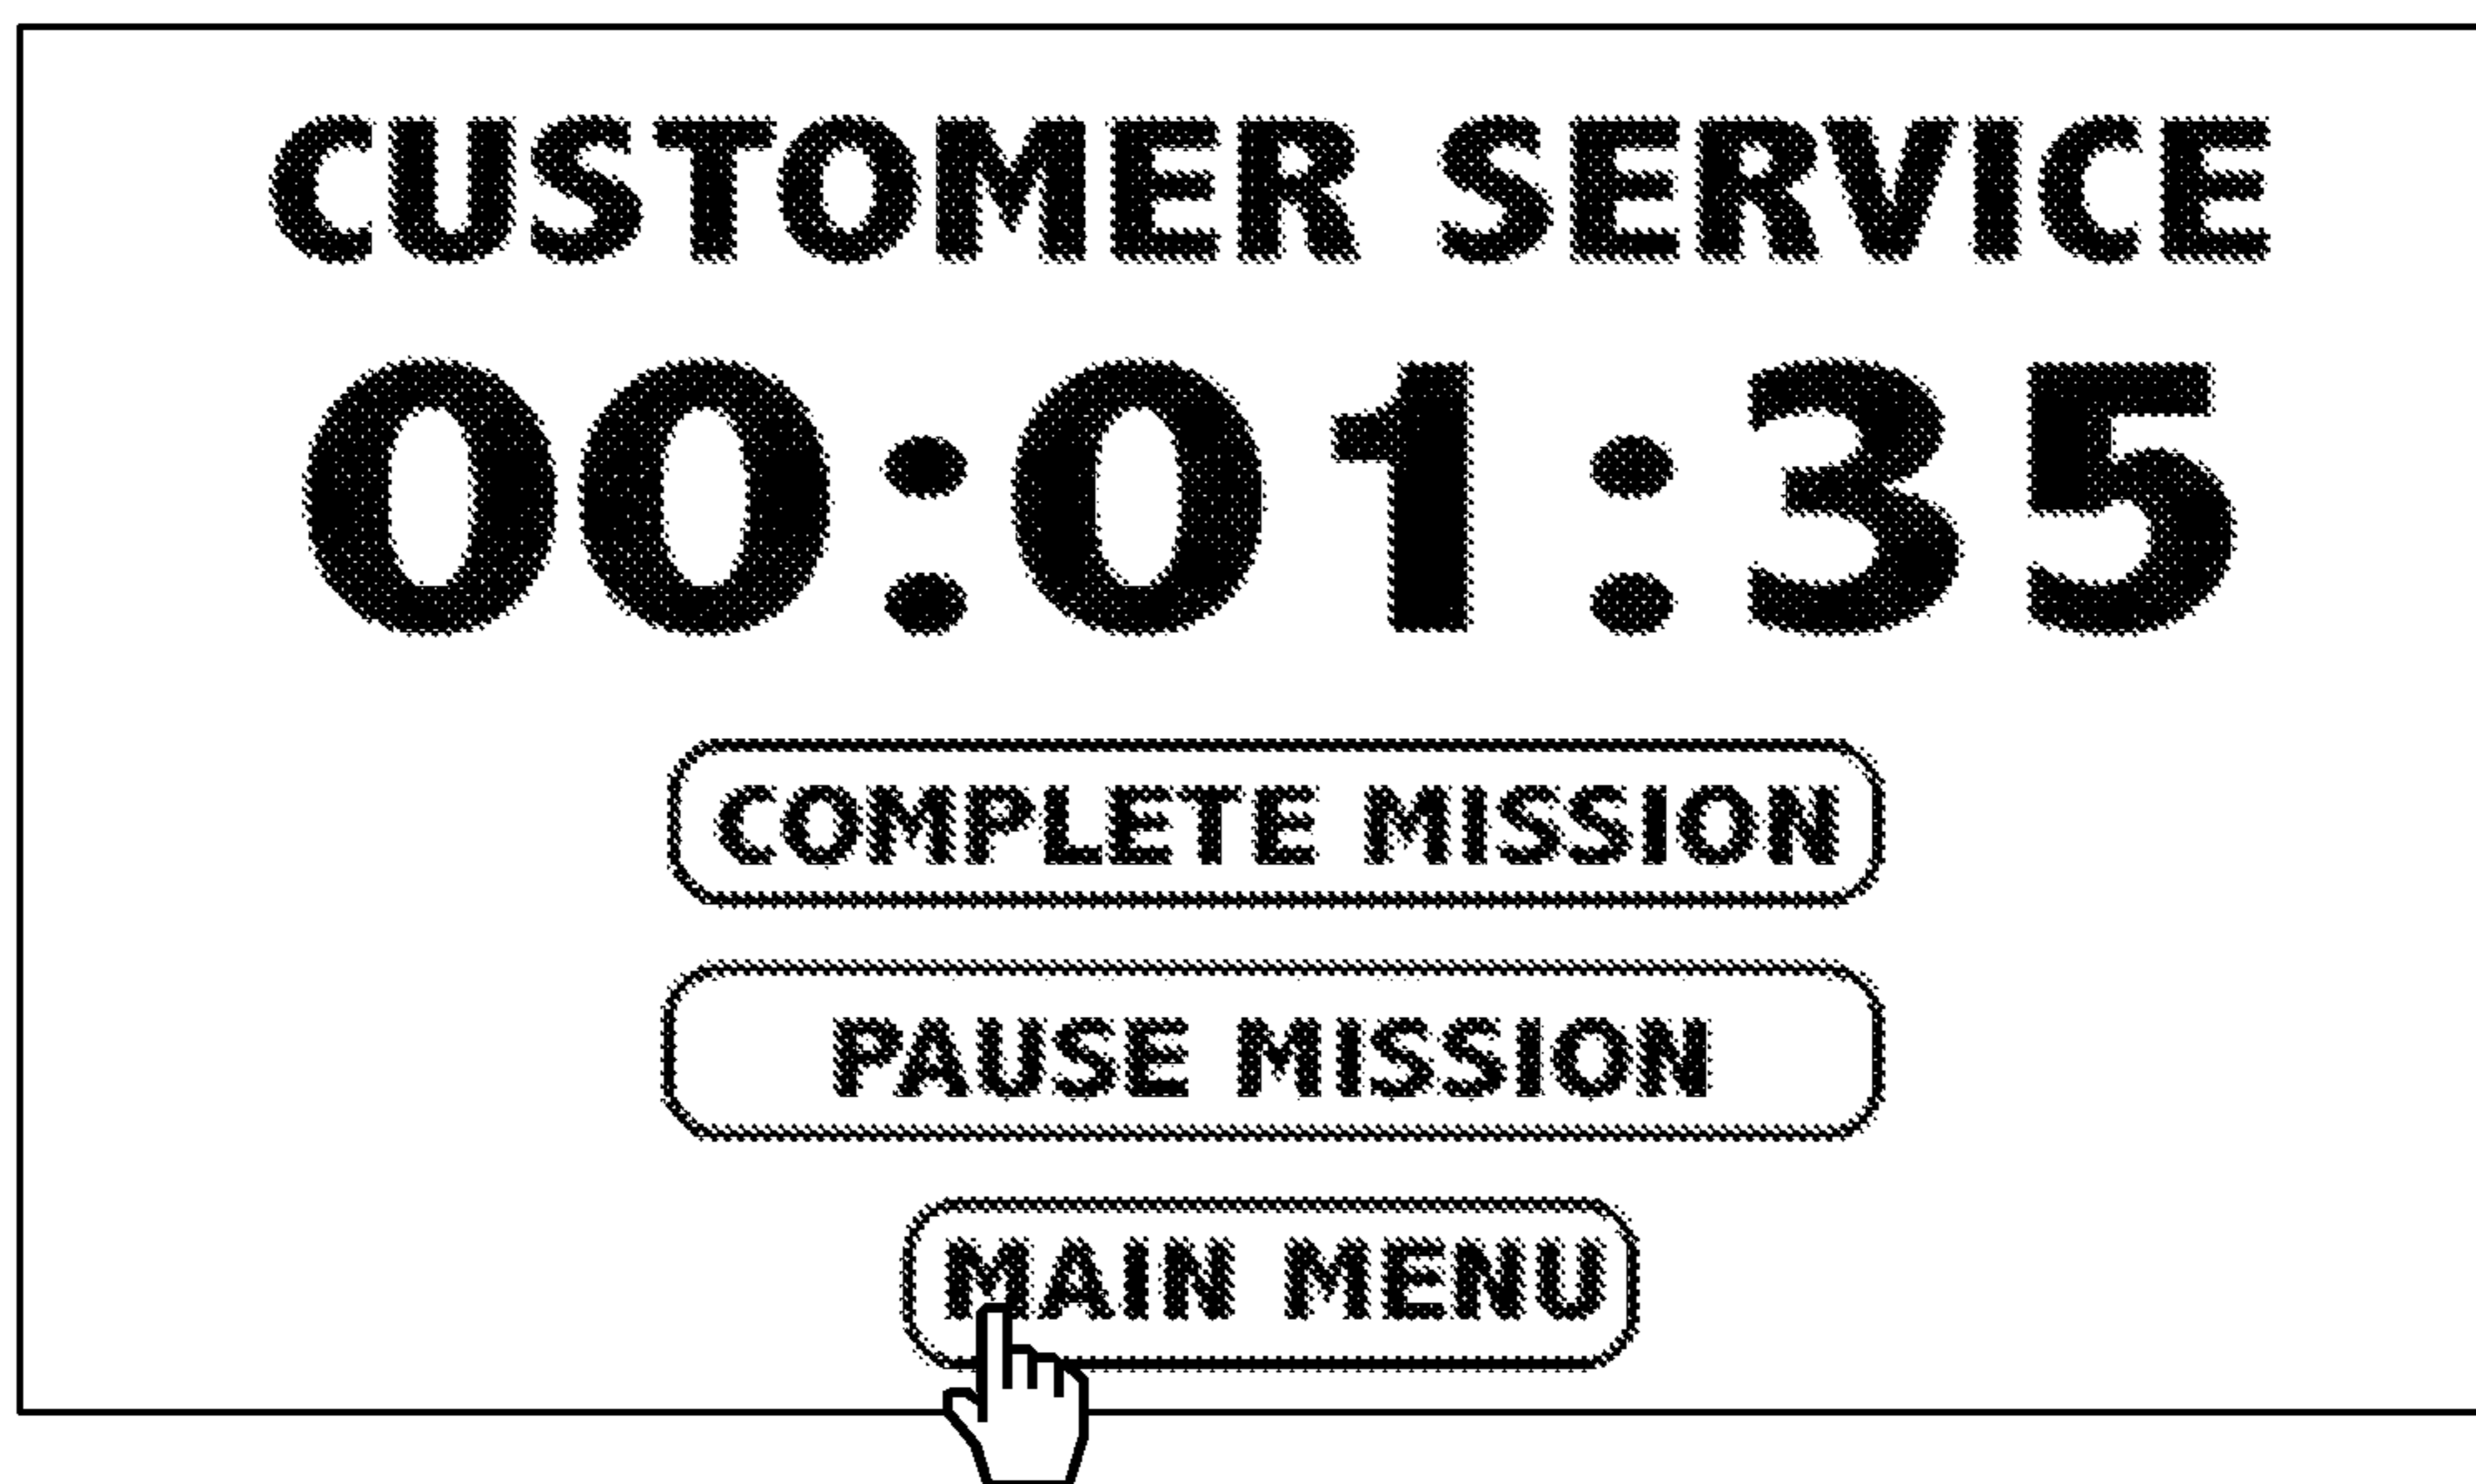 CUSTOMER SERVICE
00:01:35
COMPLETE MISSION
PAUSE MISSION
MAIN MENU